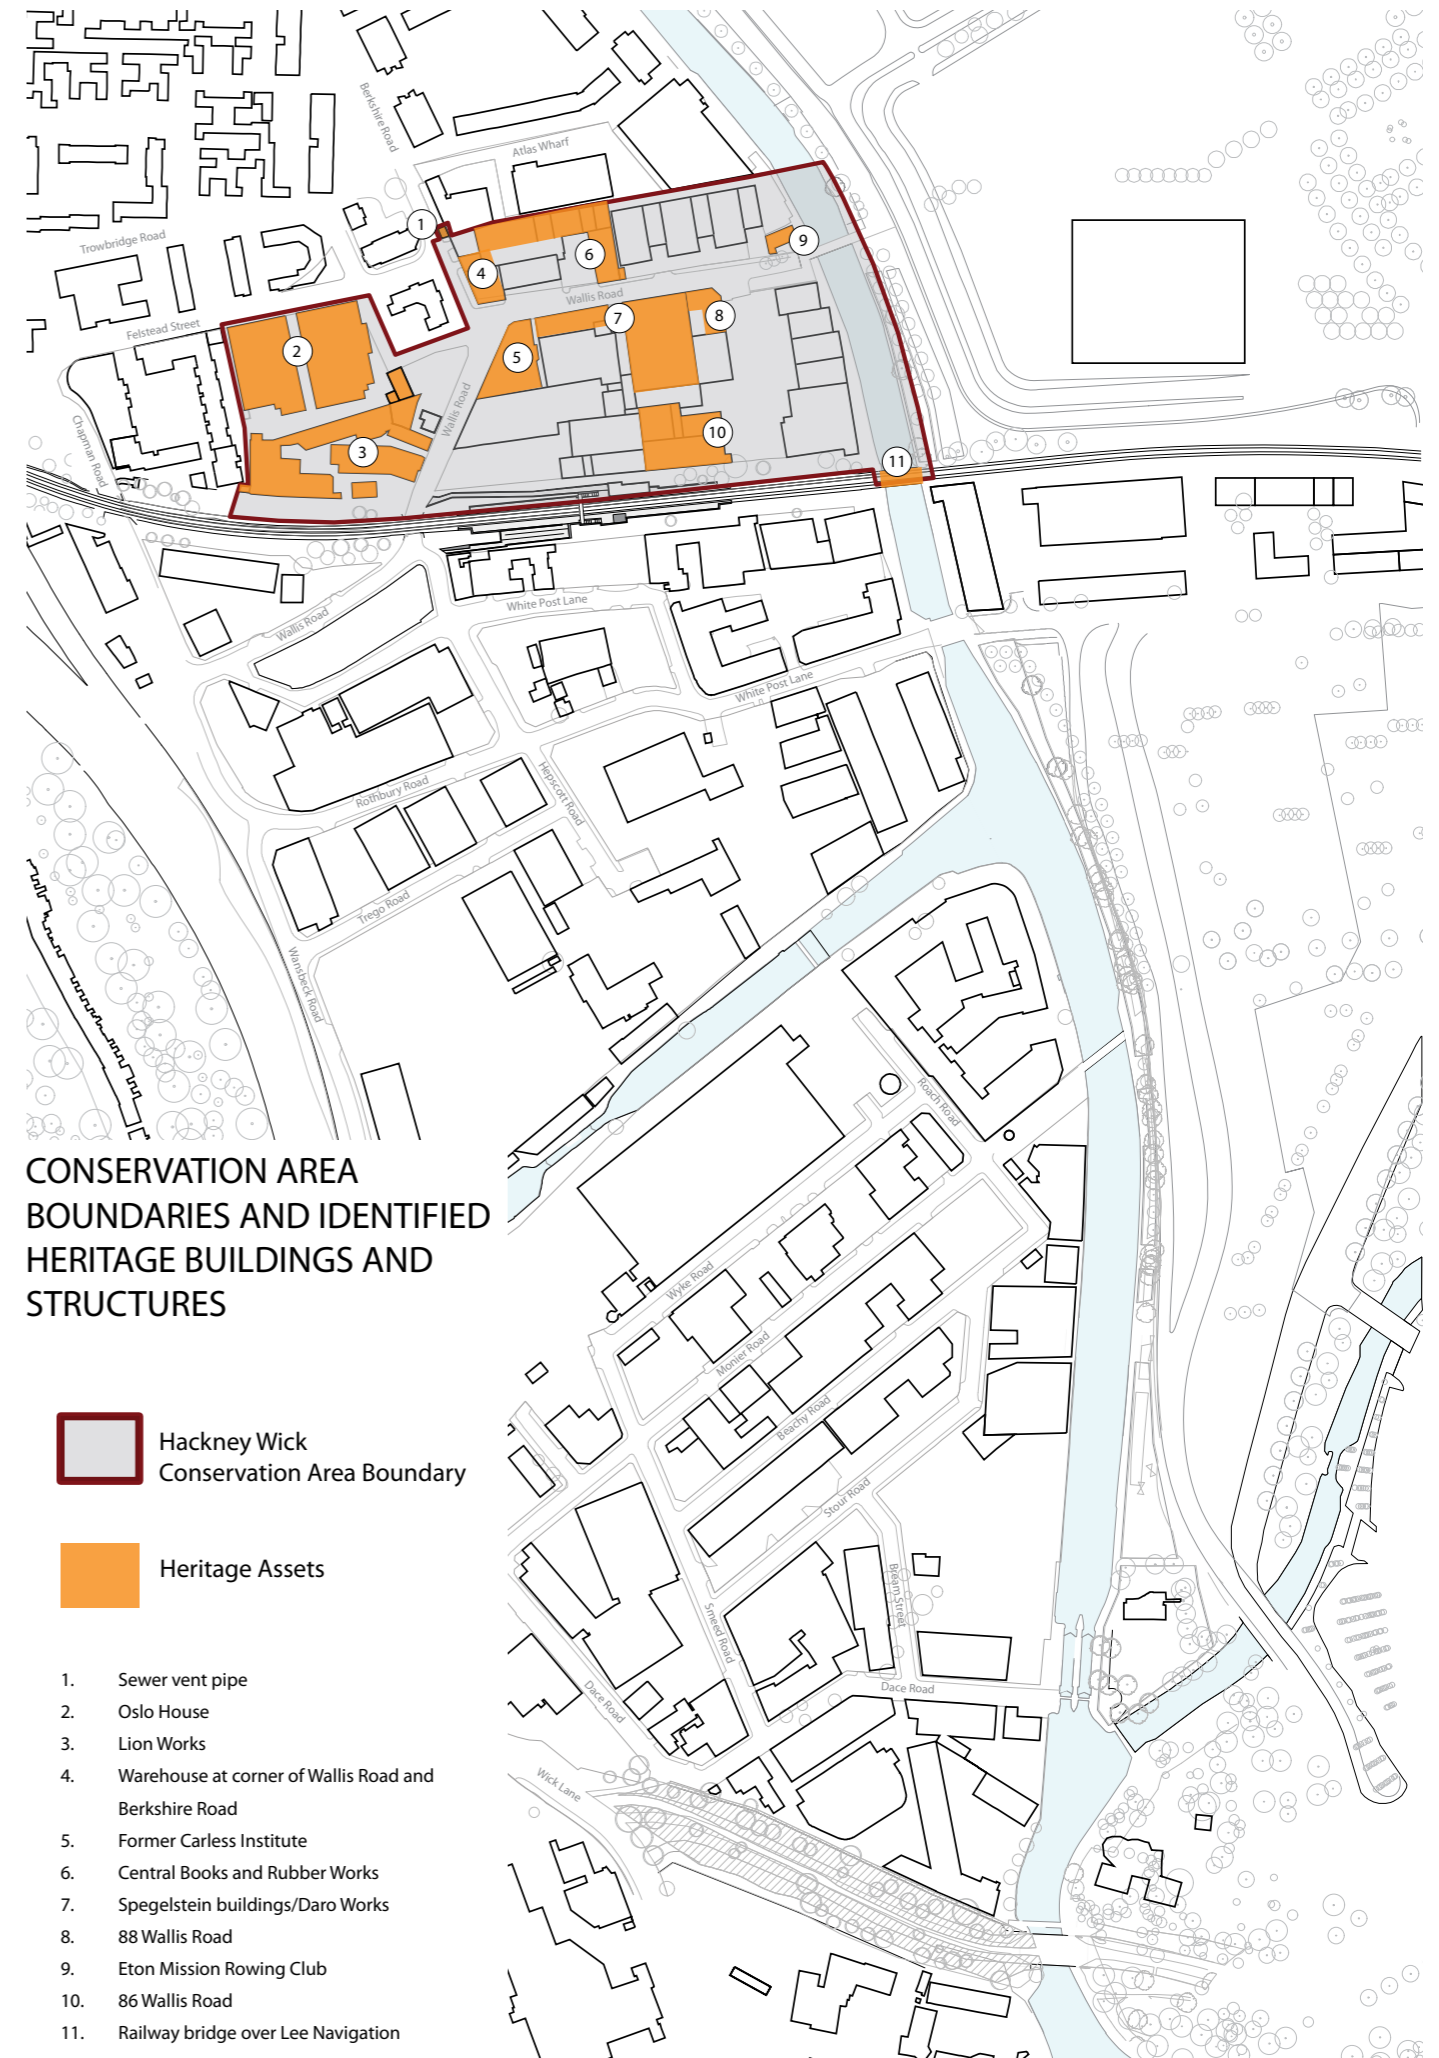 Berkshire Road
Atlas Wharf
1
Trowbridge Road
9
6
4
Wallis Road
Felstead Street
7
8
2
5
Wallis Road
Chapman Road
10
3
11
White Post Lane
Wallis Road
White Post Lane
Rothbury Road
Hepscott Road
Trego Road
Wansbeck Road
Roach Road
CONSERVATION AREA
BOUNDARIES AND IDENTIFIED
HERITAGE BUILDINGS AND
STRUCTURES
Wyke Road
Monier Road
Beachy Road
Hackney Wick
Conservation Area Boundary
Stour Road
Heritage Assets
Bream Street
Smeed Road
Dace Road
Dace Road
Wick Lane
1. Sewer vent pipe
2. Oslo House
3. Lion Works
4. Warehouse at corner of Wallis Road and
Berkshire Road
5. Former Carless Institute
6. Central Books and Rubber Works
7. Spegelstein buildings/Daro Works
8. 88 Wallis Road
9. Eton Mission Rowing Club
10. 86 Wallis Road
11. Railway bridge over Lee Navigation